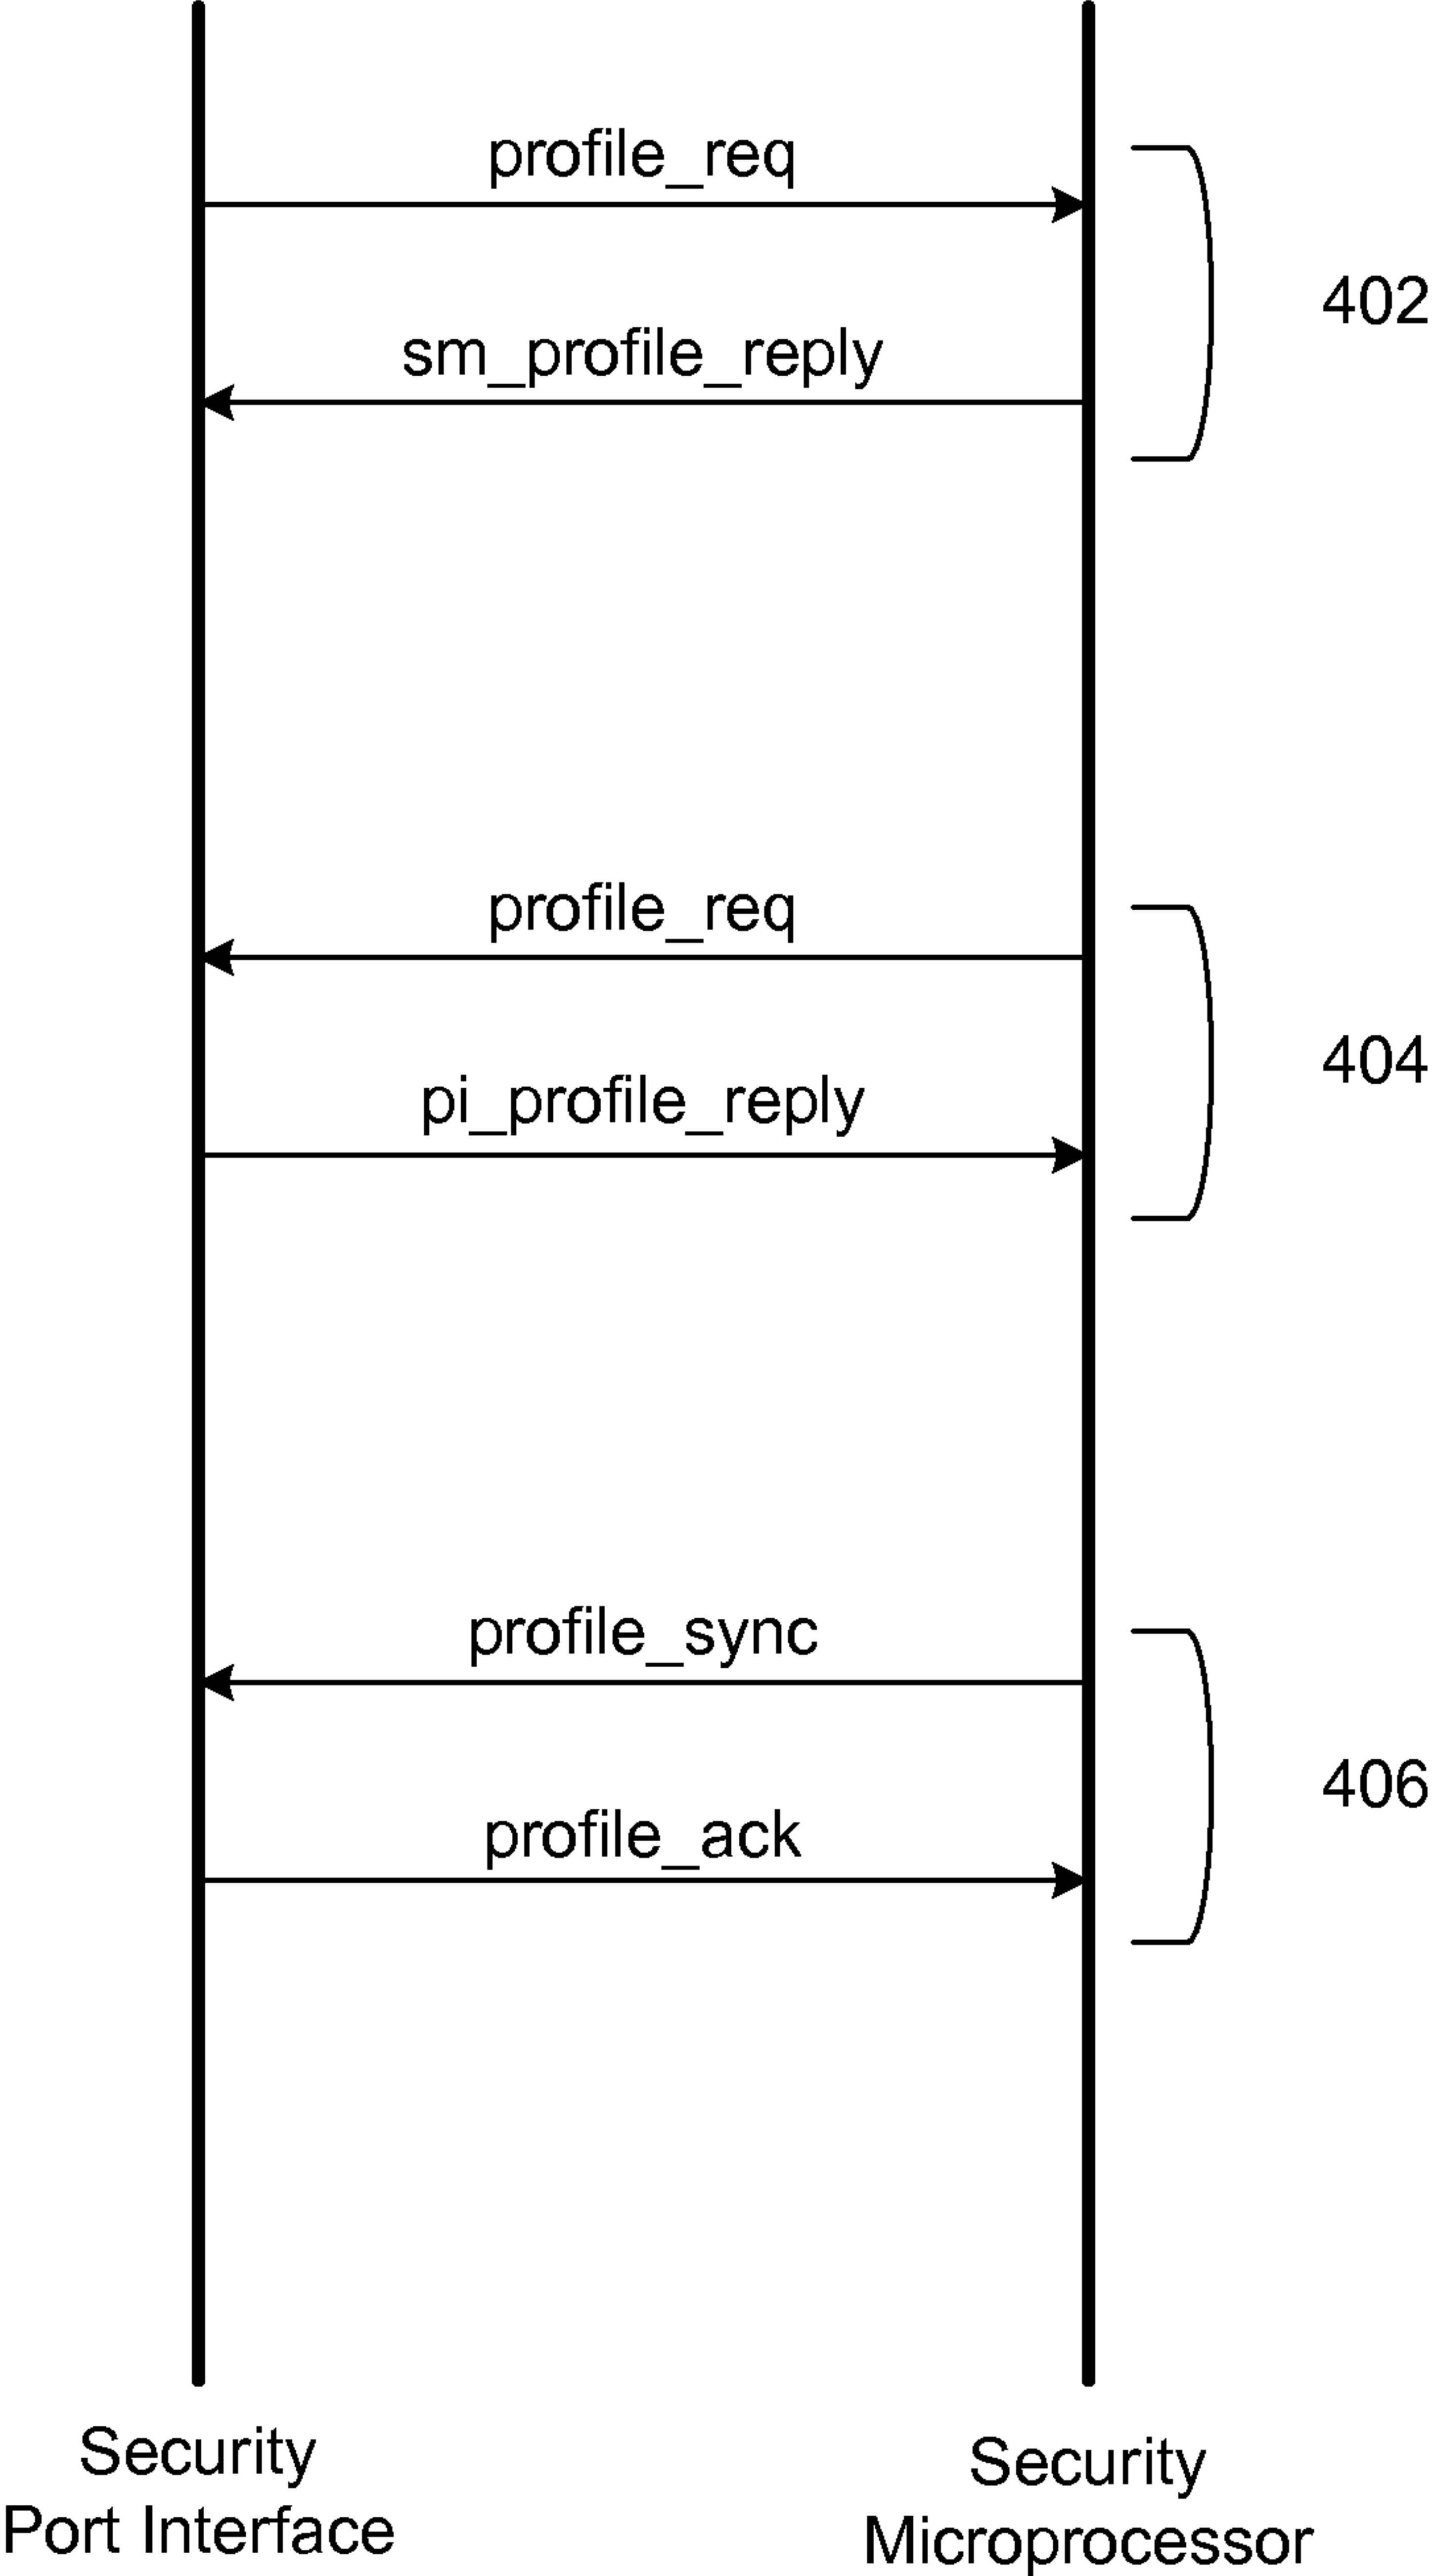 profile_req
402
sm_profile_reply
profile_req
404
pi_profile_reply
profile_sync
406
profile_ack
Security
Port Interface
Security
Microprocessor